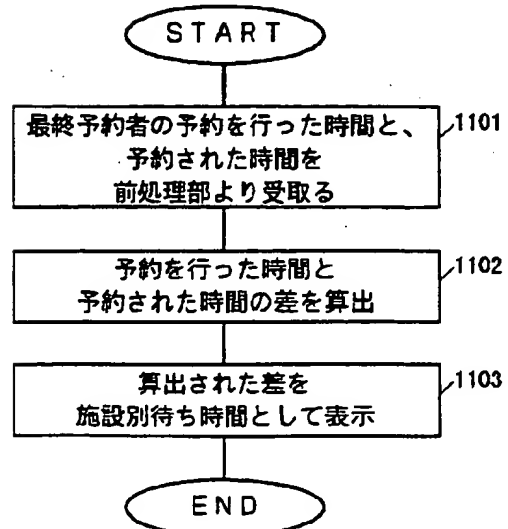 START
最終予約者の予約を行った時間と、
予約された時間を
前処理部より受取る
1101
予約を行った時間と
予約された時間の差を算出
1102
算出された差を
施設別待ち時間として表示
1103
END